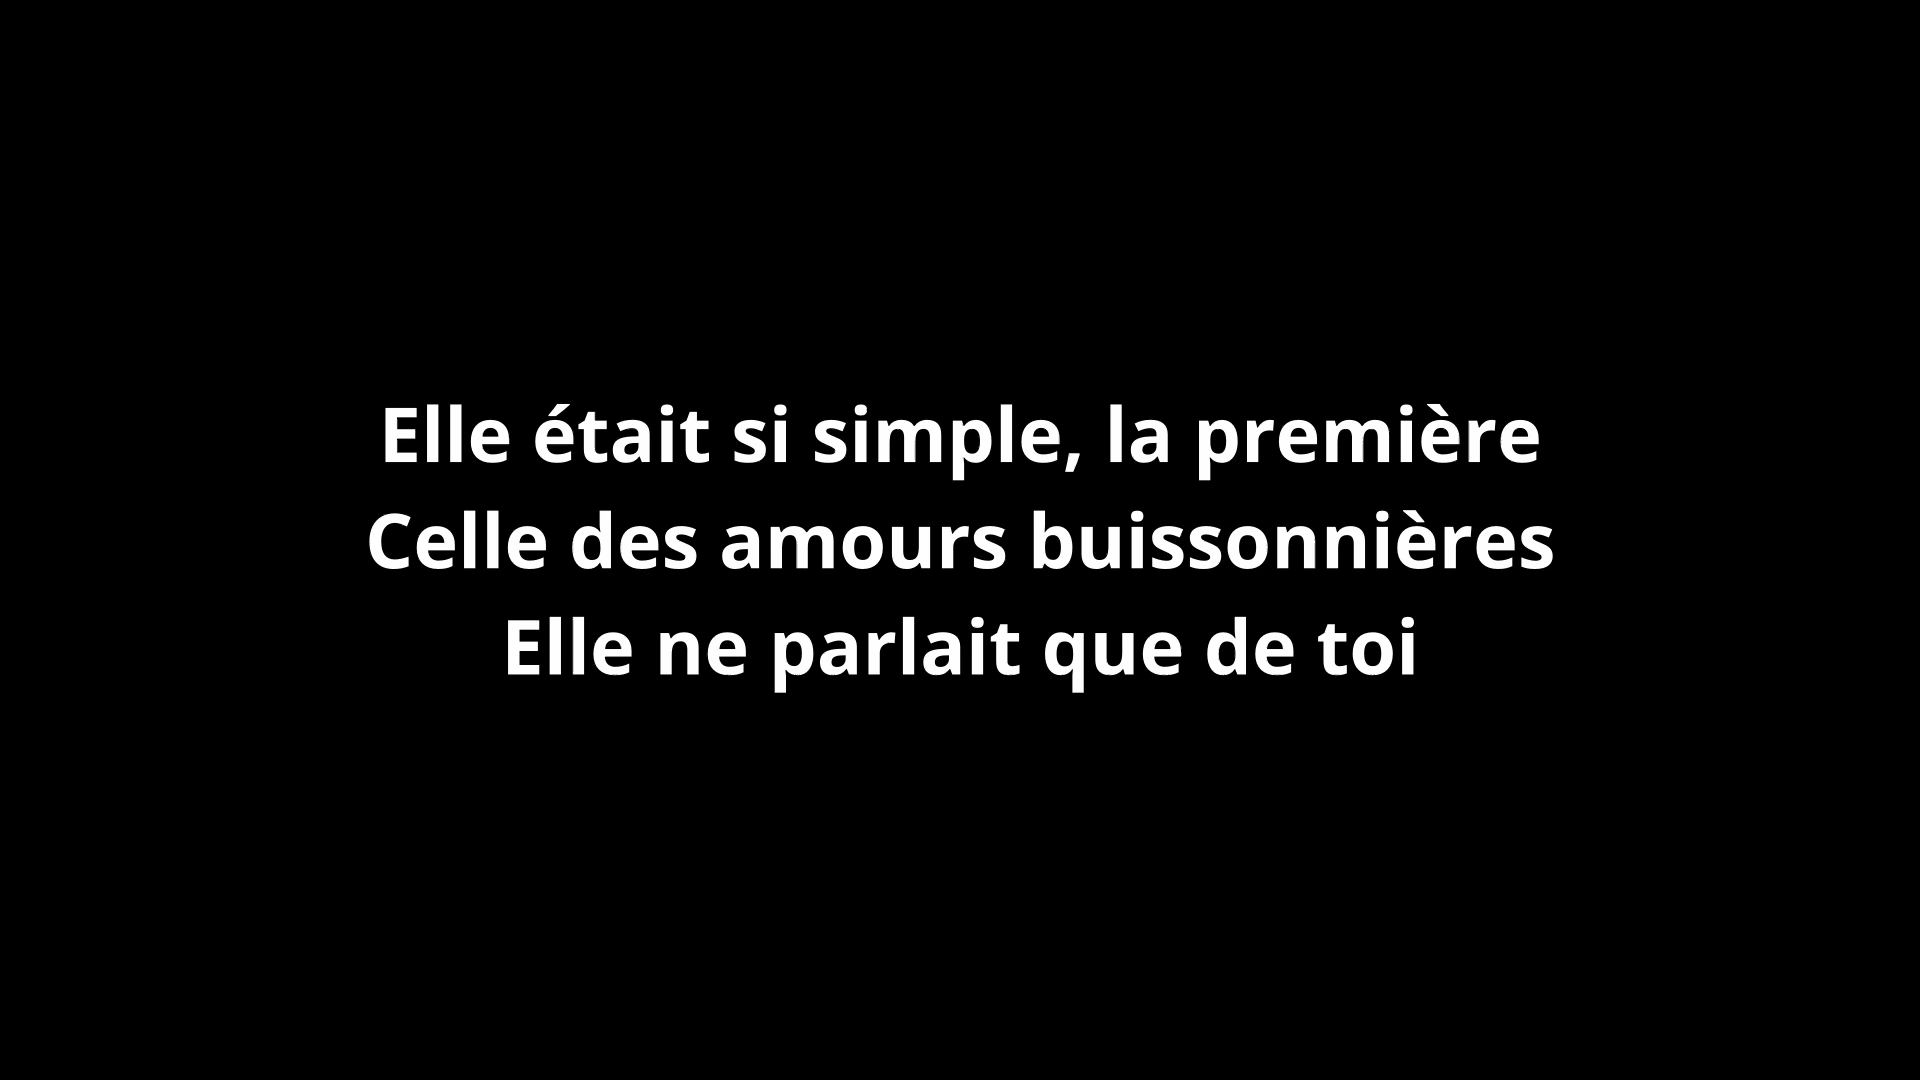 Elle était si simple, la première
Celle des amours buissonnières
Elle ne parlait que de toi